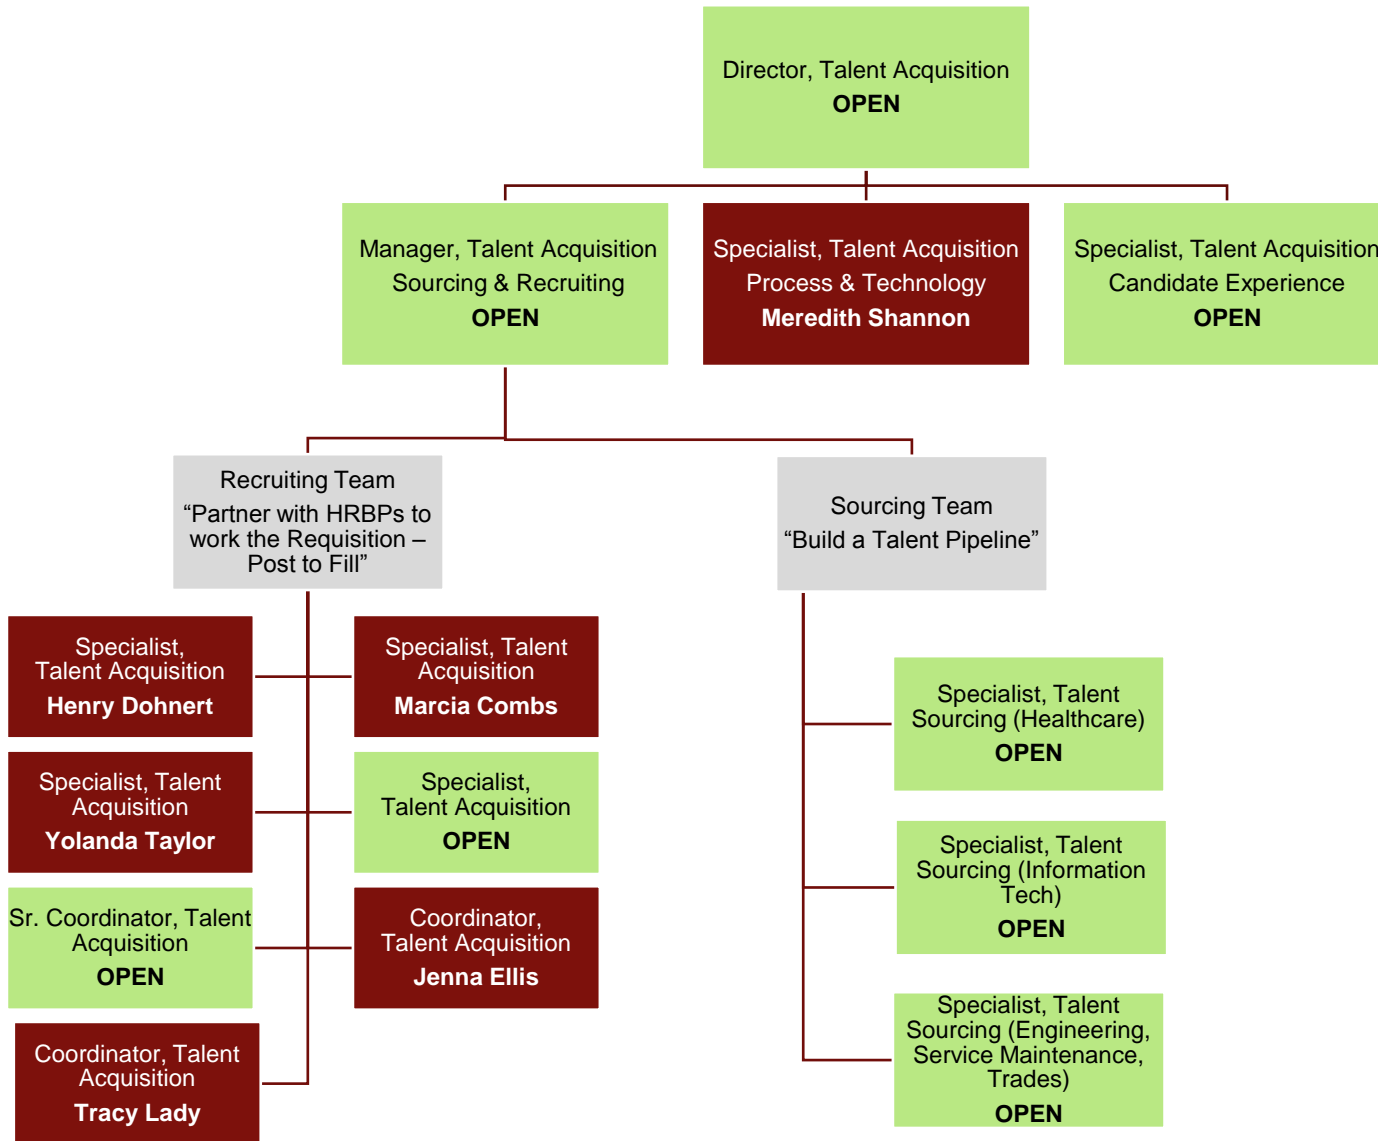 Director, Talent Acquisition
OPEN
Manager, Talent Acquisition
Sourcing & Recruiting
OPEN
Specialist, Talent Acquisition
Process & Technology
Meredith Shannon
Specialist, Talent Acquisition
Candidate Experience
OPEN
Recruiting Team
“Partner with HRBPs to
work the Requisition –
Post to Fill”
Sourcing Team
“Build a Talent Pipeline”
Specialist,
Talent Acquisition
Henry Dohnert
Specialist, Talent
Acquisition
Marcia Combs
Specialist, Talent
Acquisition
Yolanda Taylor
Specialist,
Talent Acquisition
OPEN
Sr. Coordinator, Talent
Acquisition
OPEN
Coordinator,
Talent Acquisition
Jenna Ellis
Coordinator, Talent
Acquisition
Tracy Lady
Specialist, Talent
Sourcing (Healthcare)
OPEN
Specialist, Talent
Sourcing (Information
Tech)
OPEN
Specialist, Talent
Sourcing (Engineering,
Service Maintenance,
Trades)
OPEN